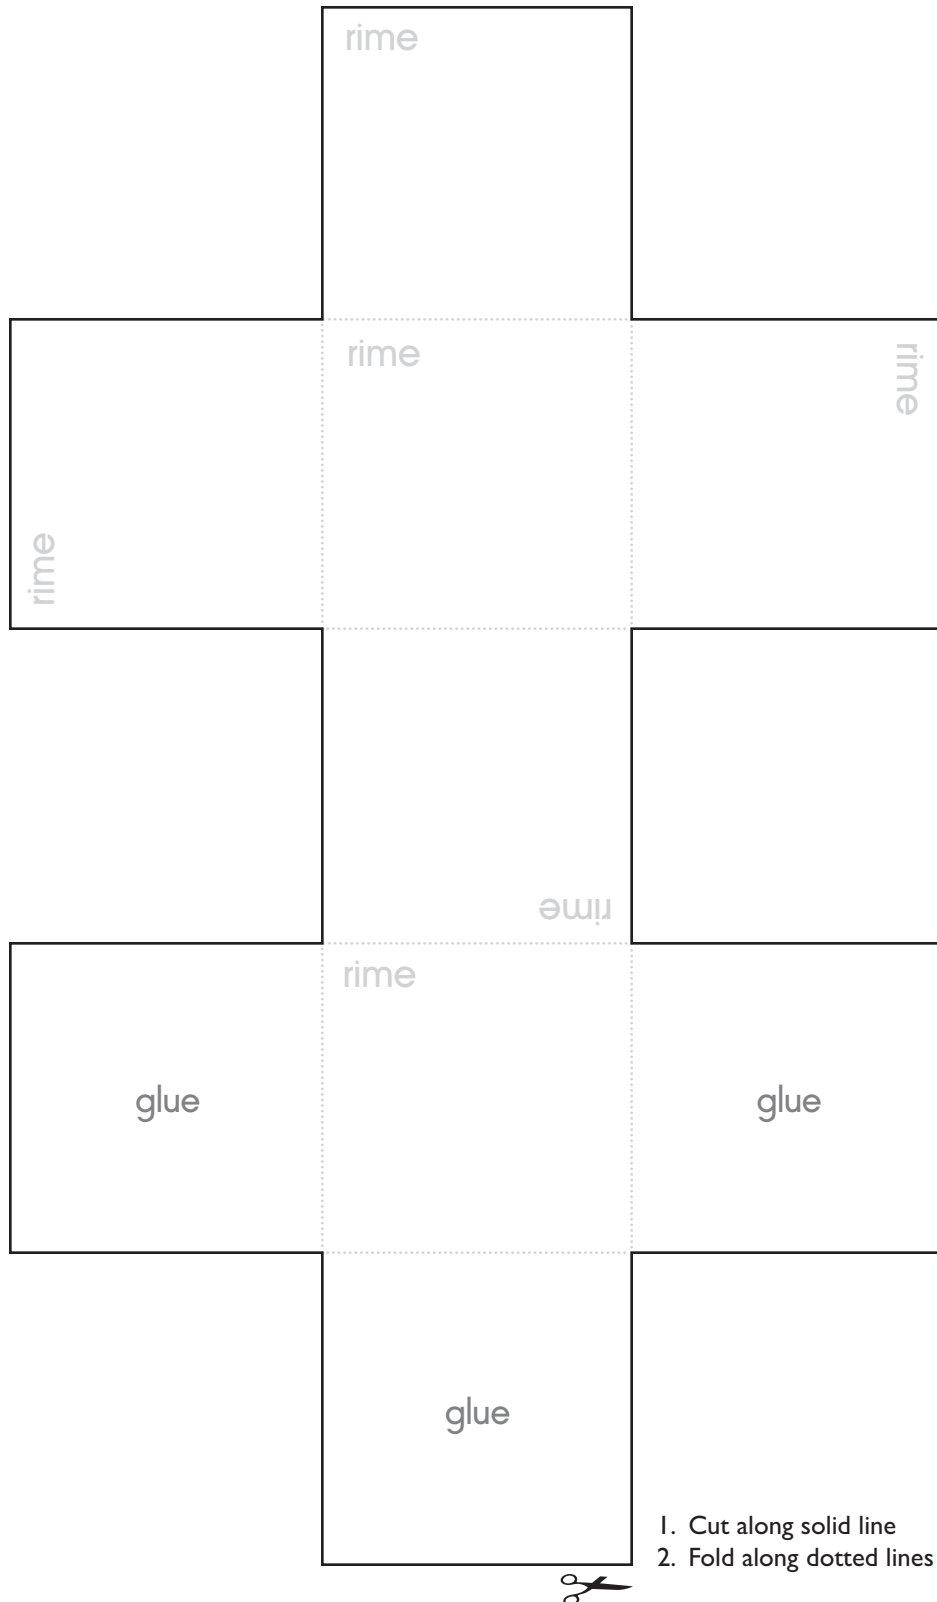 rime
rime
rime
rime
rime
rime
glue
glue
glue
1. Cut along solid line
2. Fold along dotted lines